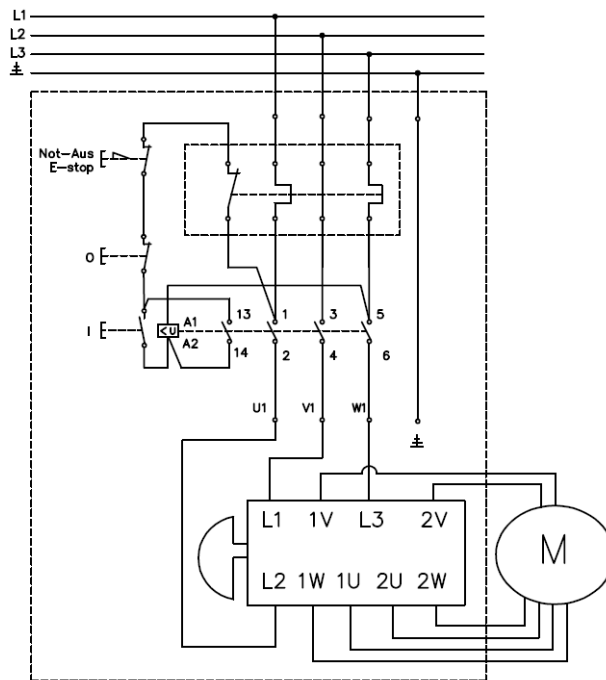 L1
L2
L3
Not-Aus
E-stop
O
I
<U
A1
A2
13
14
1
3
5
2
4
6
U1
V1
W1
L1 1V L3 2V
L2 1W 1U 2U 2W
M